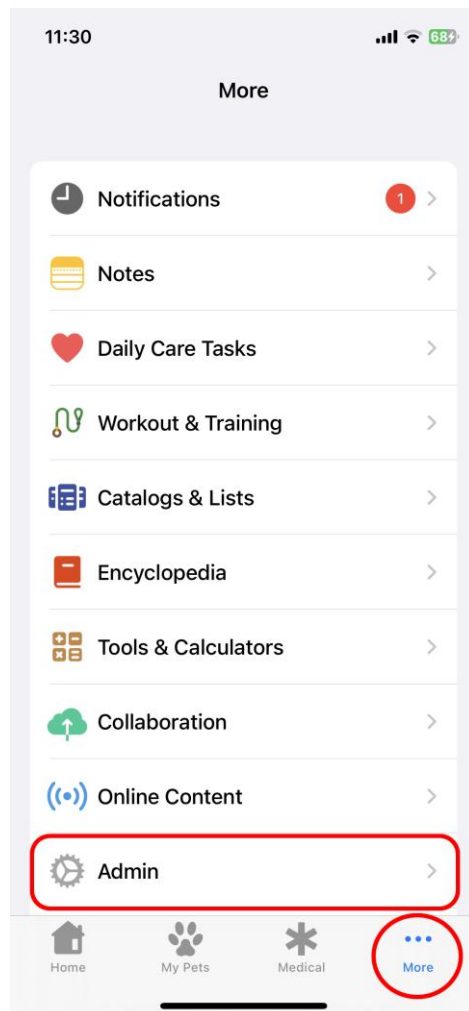 11:30
68
More
Notifications
1
Notes
Daily Care Tasks
Workout & Training
Catalogs & Lists
Encyclopedia
Tools & Calculators
Collaboration
Online Content
Admin
Home
My Pets
Medical
More